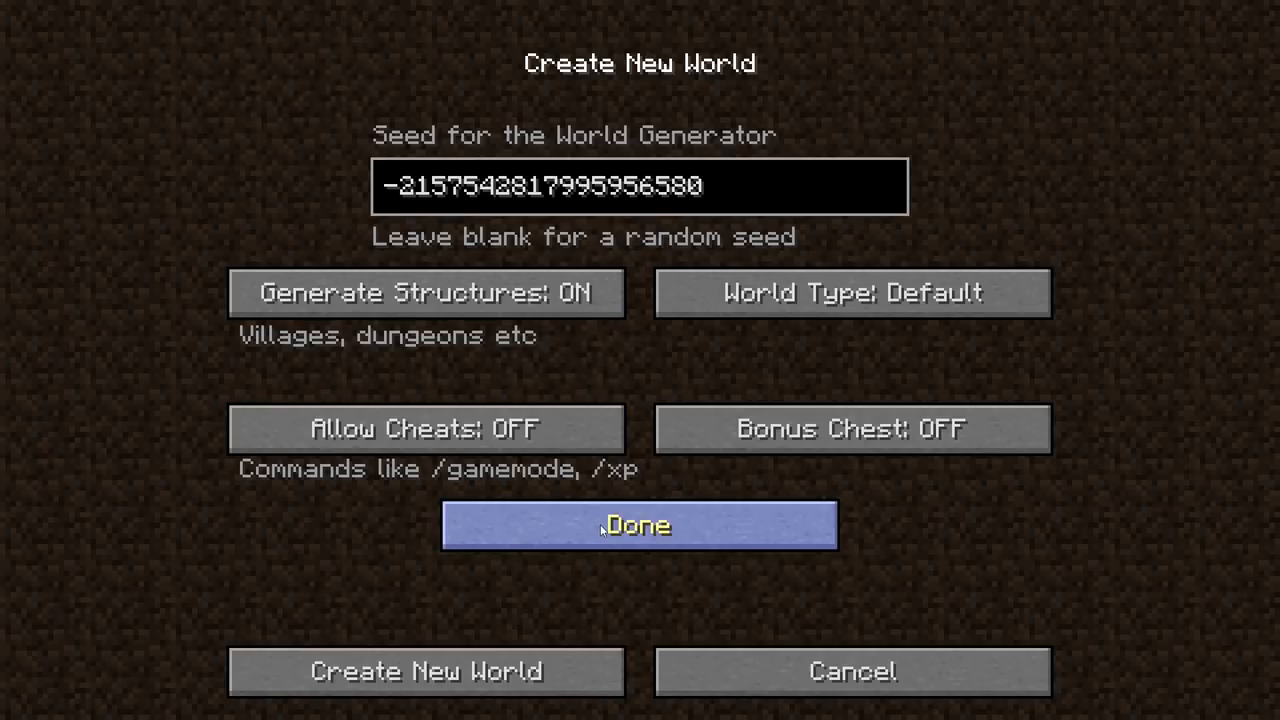 Create New World
Seed for the World Generator
-2157542817995956580
Leave blank for a random seed
Generate Structures: ON
World Type: Default
Villages, dungeons etc
Allow Cheats: OFF
Bonus Chest: OFF
Commands like /gamemode, /xp
Done
Create New World
Cancel